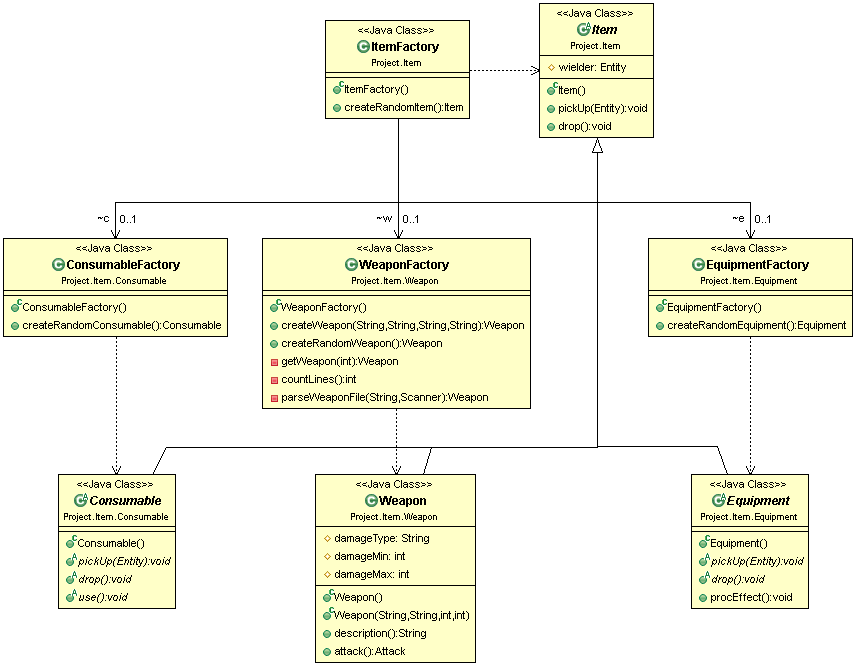 <<Java Class>>
ItemFactory
Project.Item
ItemFactory()
createRandomItem():Item
<<Java Class>>
Item
Project.Item
wielder: Entity
Item()
pickUp(Entity):void
drop():void
~c 0..1
~w 0..1
~e 0..1
<<Java Class>>
ConsumableFactory
Project.Item.Consumable
ConsumableFactory()
createRandomConsumable():Consumable
<<Java Class>>
WeaponFactory
Project.Item.Weapon
WeaponFactory()
createWeapon(String,String,String,String):Weapon
createRandomWeapon():Weapon
getWeapon(int):Weapon
countLines():int
parseWeaponFile(String,Scanner):Weapon
<<Java Class>>
EquipmentFactory
Project.Item.Equipment
EquipmentFactory()
createRandomEquipment():Equipment
<<Java Class>>
Consumable
Project.Item.Consumable
Consumable()
pickUp(Entity):void
drop():void
use():void
<<Java Class>>
Weapon
Project.Item.Weapon
damageType: String
damageMin: int
damageMax: int
Weapon()
Weapon(String,String,int,int)
description():String
attack():Attack
<<Java Class>>
Equipment
Project.Item.Equipment
Equipment()
pickUp(Entity):void
drop():void
procEffect():void